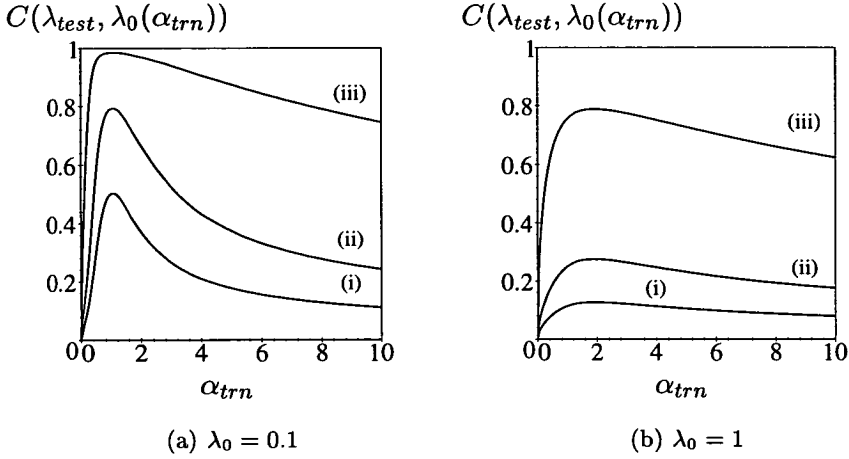 C(λ_test, λ_0(α_trn))
1
0.8
0.6
0.4
0.2
0
0 2 4 6 8 10
(iii)
(ii)
(i)
α_trn
(a) λ_0 = 0.1
C(λ_test, λ_0(α_trn))
1
0.8
0.6
0.4
0.2
0
0 2 4 6 8 10
(iii)
(ii)
(i)
α_trn
(b) λ_0 = 1